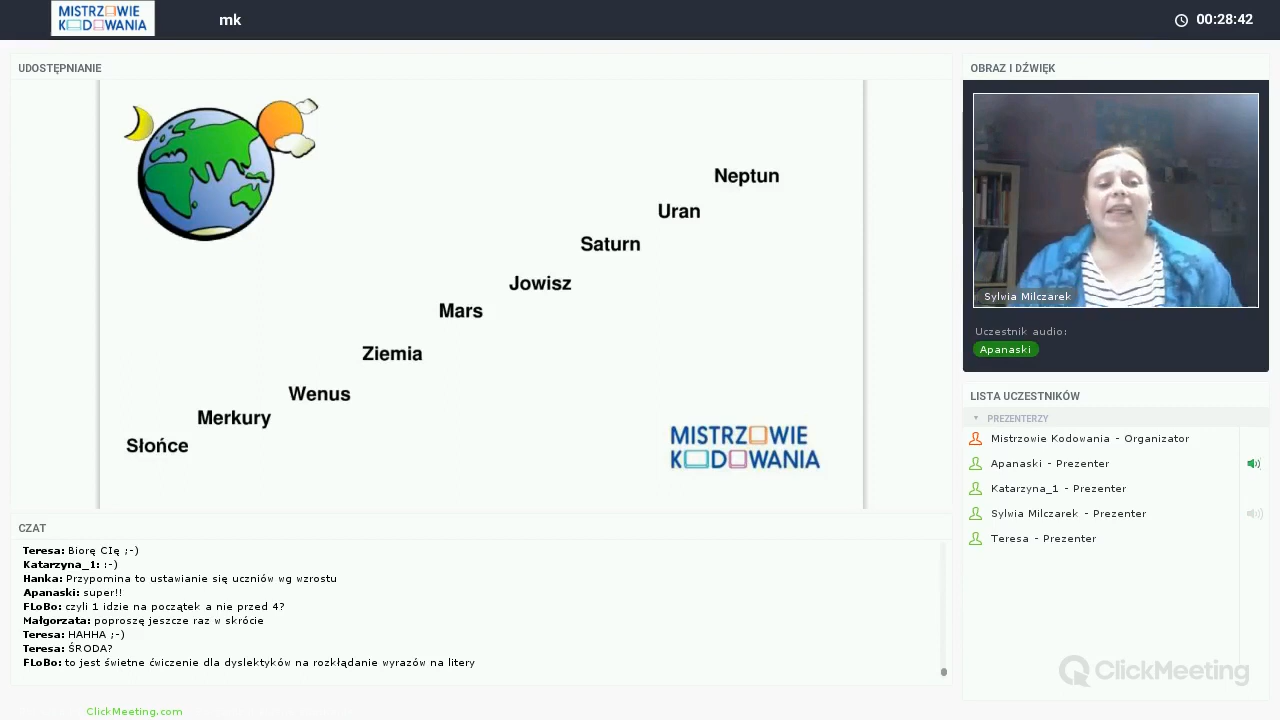 MISTRZOWIE
KODOWANIA
mk
00:28:42
UDOSTĘPNIANIE
Neptun
Uran
Saturn
Jowisz
Mars
Ziemia
Wenus
Merkury
Słońce
MISTRZOWIE
KODOWANIA
CZAT
Teresa: Biorę CIę ;-)
Katarzyna_1: :-)
Hanka: Przypomina to ustawianie się uczniów wg wzrostu
Apanaski: super!!
FLoBo: czyli 1 idzie na początek a nie przed 4?
Małgorzata: poproszę jeszcze raz w skrócie
Teresa: HAHHA ;-)
Teresa: ŚRODA?
FLoBo: to jest świetne ćwiczenie dla dyslektyków na rozkłądanie wyrazów na litery
ClickMeeting.com
OBRAZ I DŹWIĘK
Sylwia Milczarek
Uczestnik audio:
Apanaski
LISTA UCZESTNIKÓW
PREZENTERZY
Mistrzowie Kodowania - Organizator
Apanaski - Prezenter
Katarzyna_1 - Prezenter
Sylwia Milczarek - Prezenter
Teresa - Prezenter
ClickMeeting